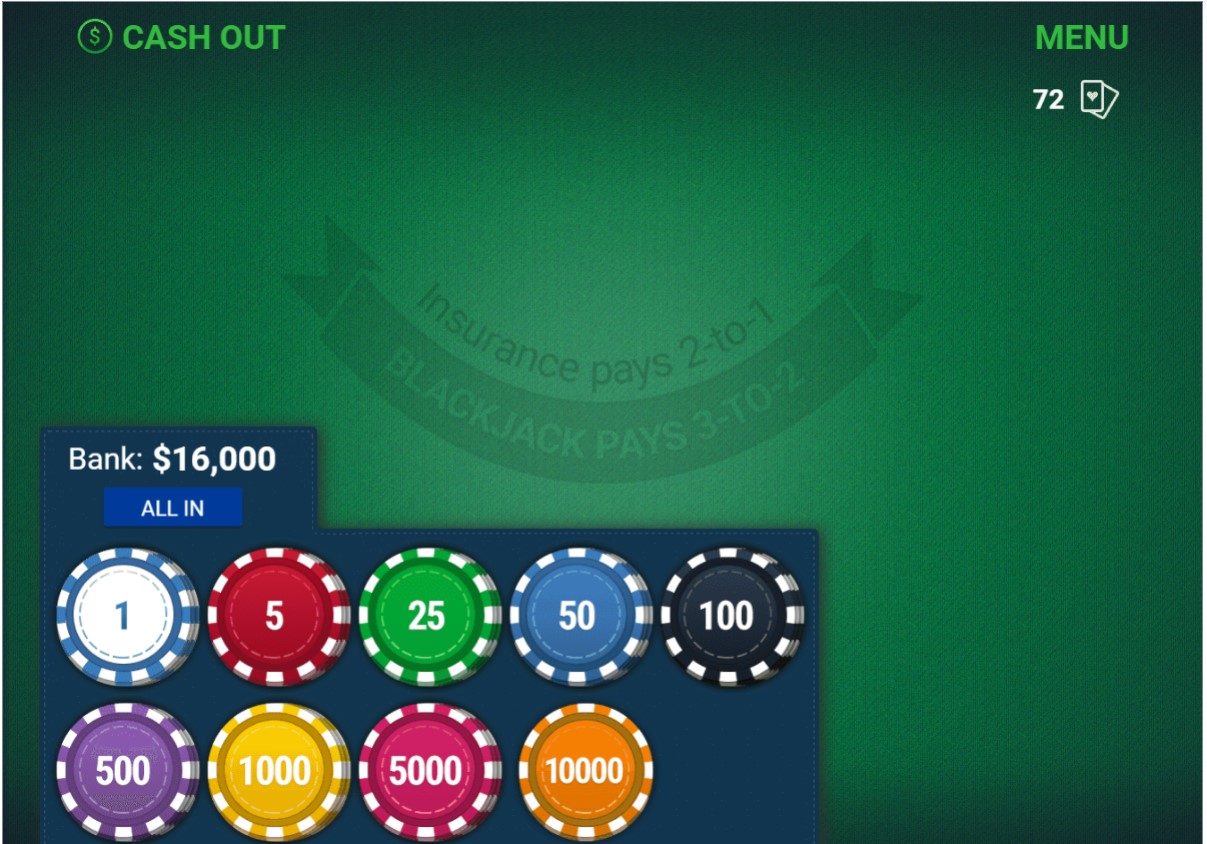 CASH OUT
MENU
72
Insurance pays 2-to-1
BLACKJACK PAYS 3-TO-2
Bank: $16,000
ALL IN
1 5 25 50 100
500 1000 5000 10000